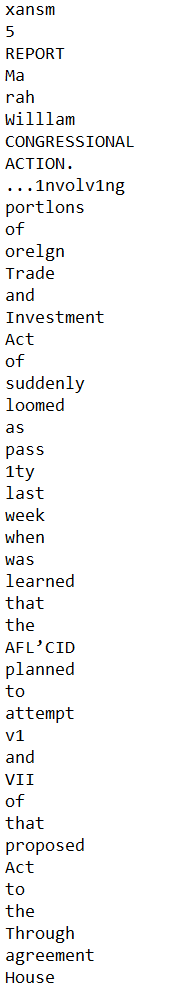 xansm
5
REPORT
Ma
rah
Willlam
CONGRESSIONAL
ACTION.
...1nvolv1ng
portlons
of
orelgn
Trade
and
Investment
Act
of
suddenly
loomed
as
pass
1ty
last
week
when
was
learned
that
the
AFL’CID
planned
to
attempt
v1
and
VII
of
that
proposed
Act
to
the
Through
agreement
House